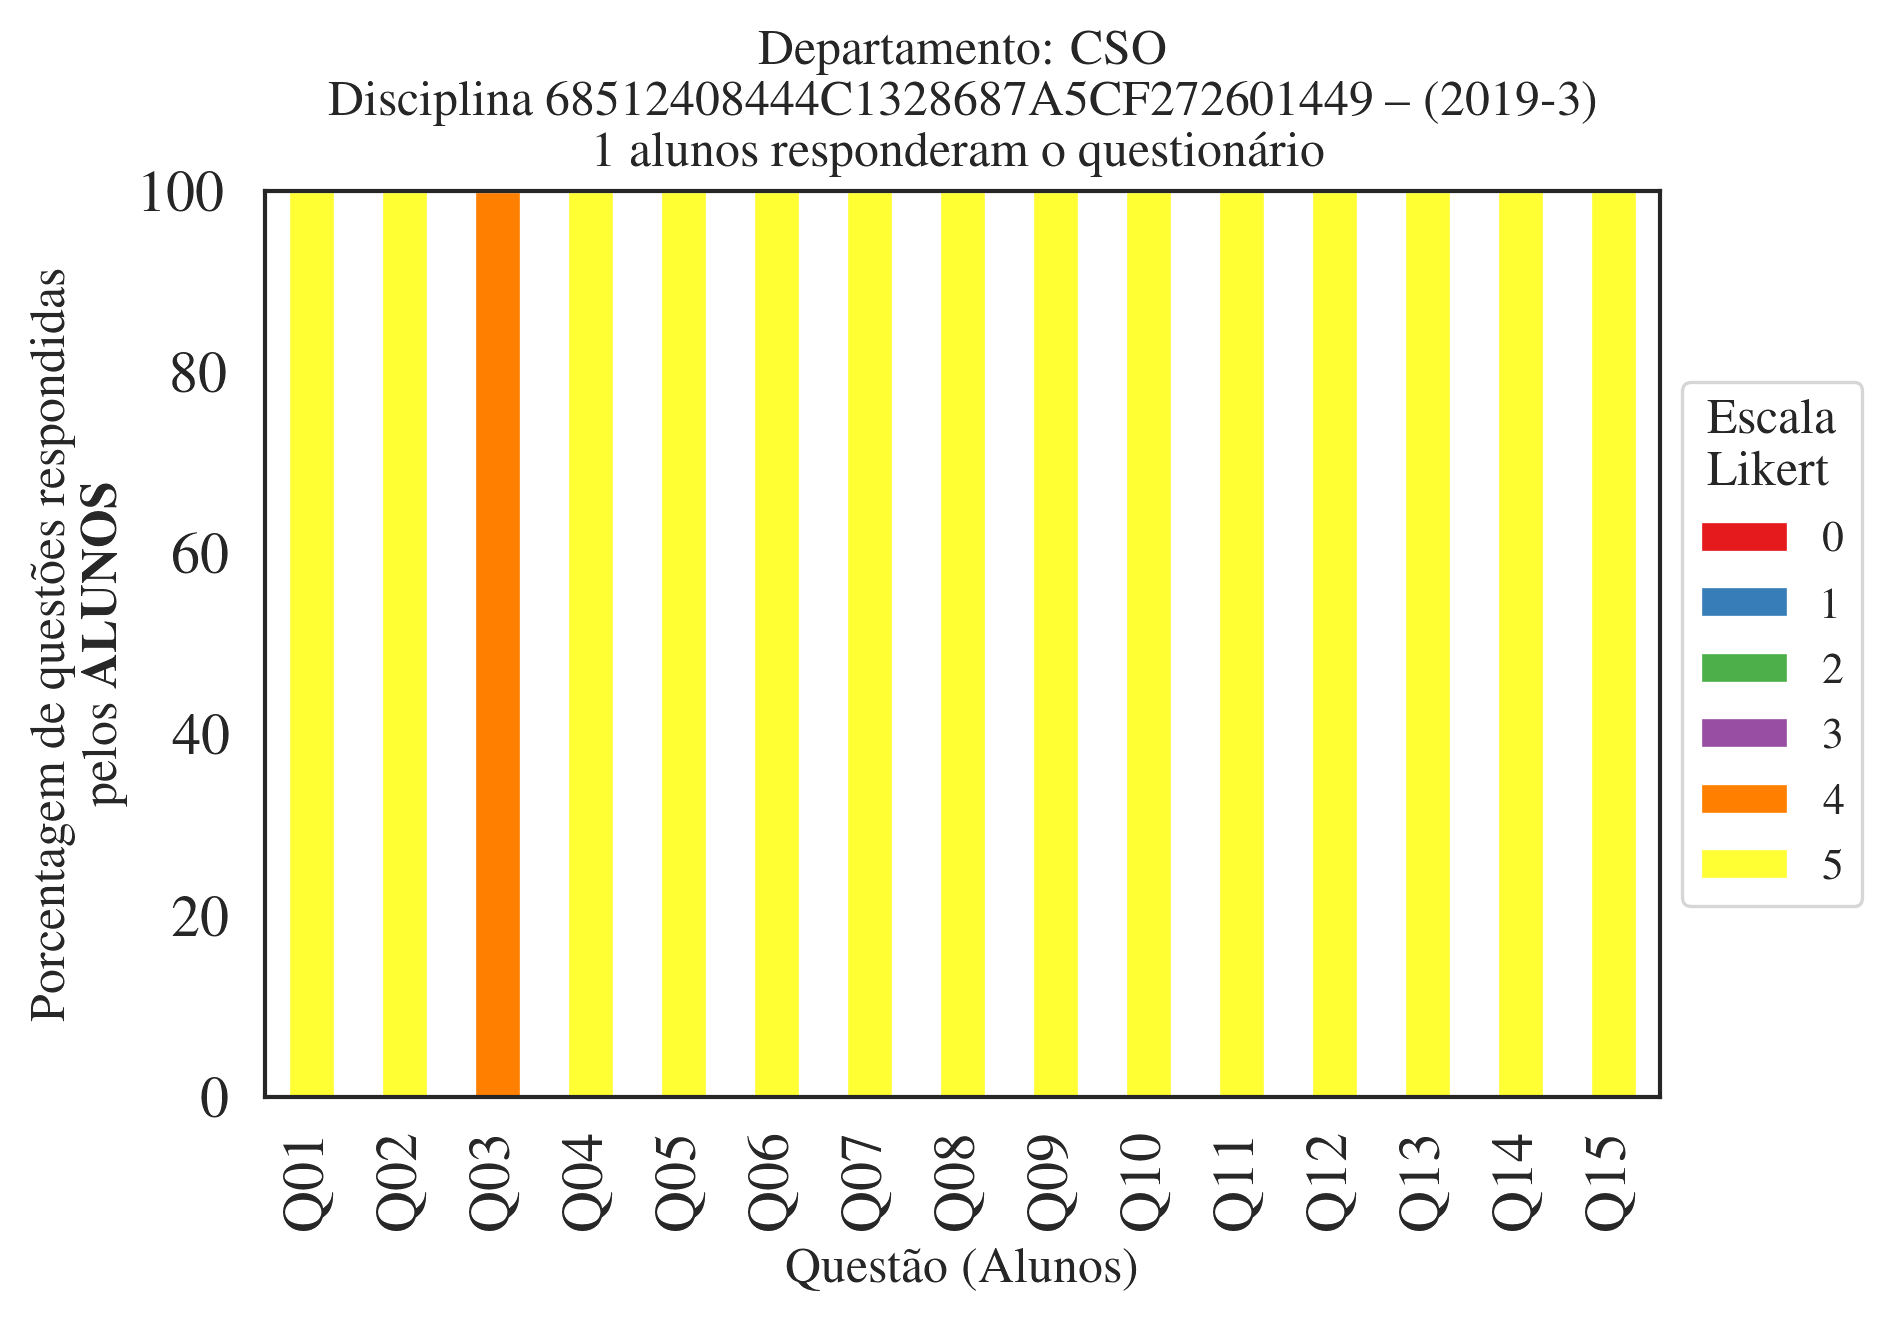 Departamento: CSO
Disciplina 68512408444C1328687A5CF272601449 – (2019-3)
1 alunos responderam o questionário
Porcentagem de questões respondidas
pelos ALUNOS
100
80
60
40
20
0
Q01
Q02
Q03
Q04
Q05
Q06
Q07
Q08
Q09
Q10
Q11
Q12
Q13
Q14
Q15
Questão (Alunos)
Escala
Likert
0
1
2
3
4
5